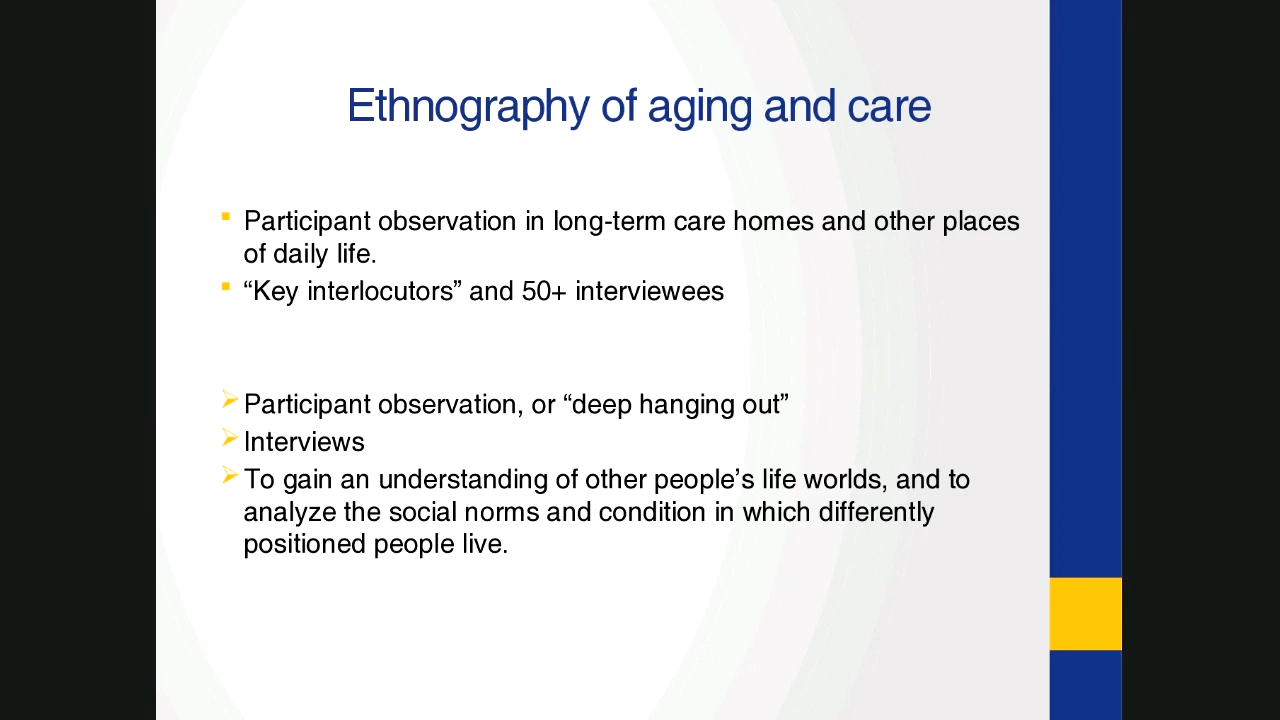 Ethnography of aging and care
Participant observation in long-term care homes and other places
of daily life.
“Key interlocutors” and 50+ interviewees
Participant observation, or “deep hanging out”
Interviews
To gain an understanding of other people’s life worlds, and to
analyze the social norms and condition in which differently
positioned people live.